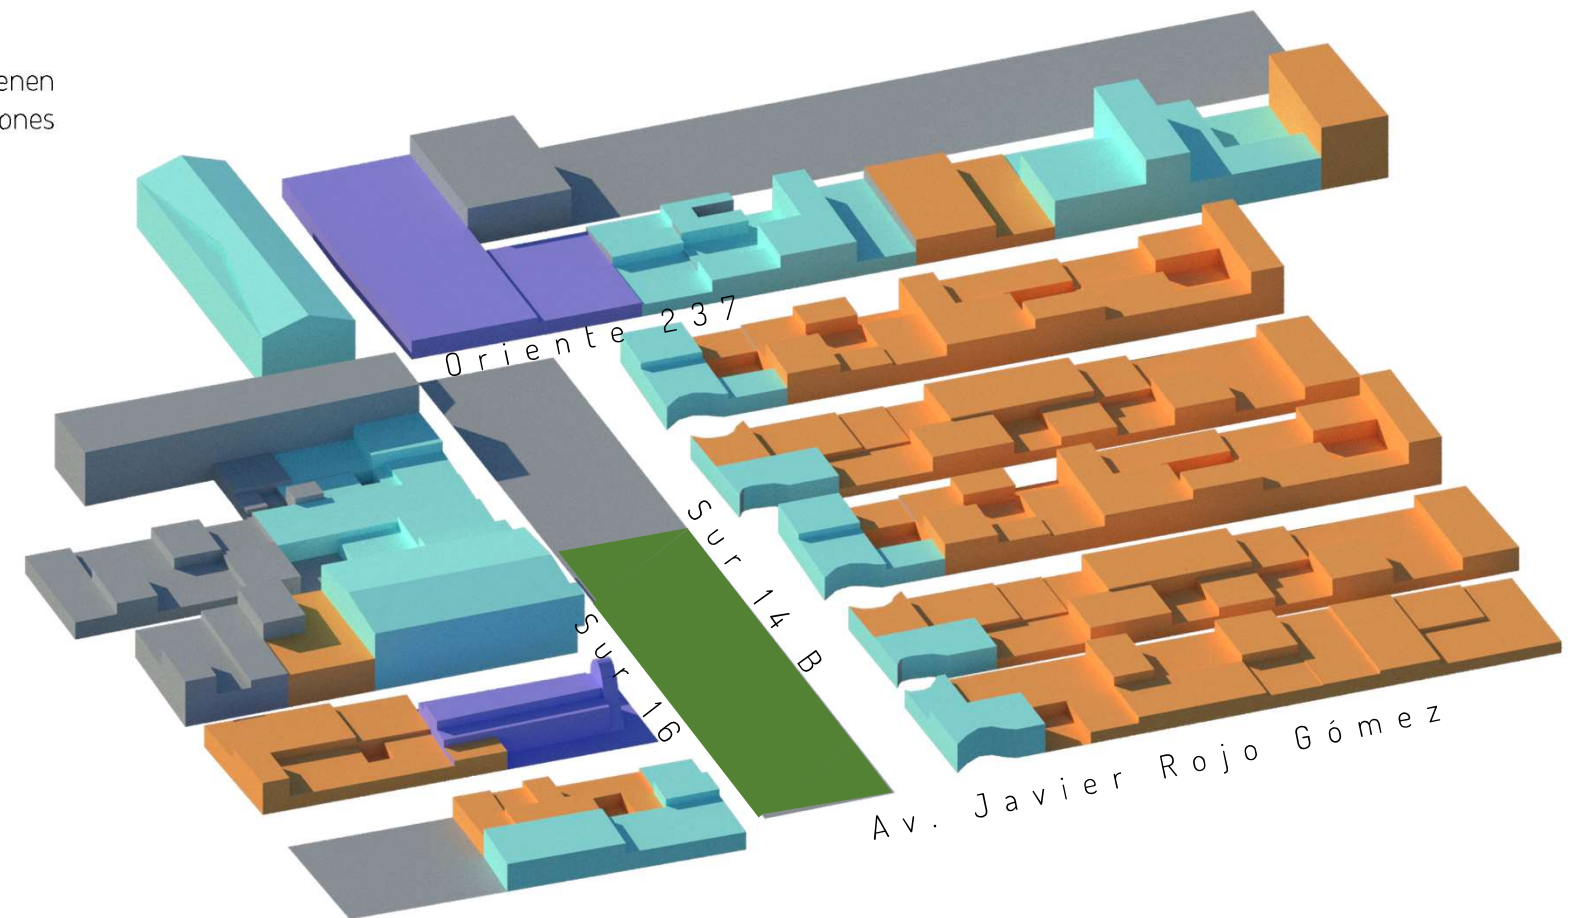 enen
ones
Oriente 237
Sur 14 B
Sur 16
Av. Javier Rojo Gómez